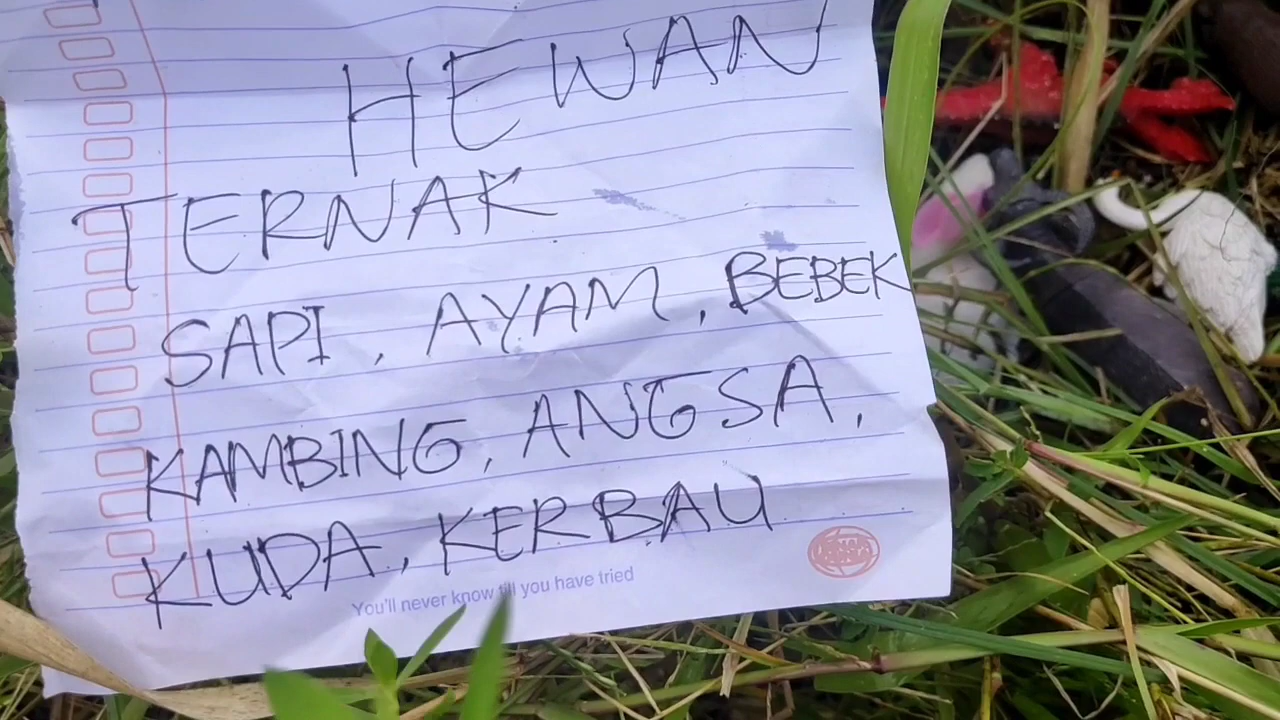 HEWAN
TERNAK
SAPI, AYAM, BEBEK
KAMBING, ANGSA,
KUDA, KERBAU
You'll never know till you have tried